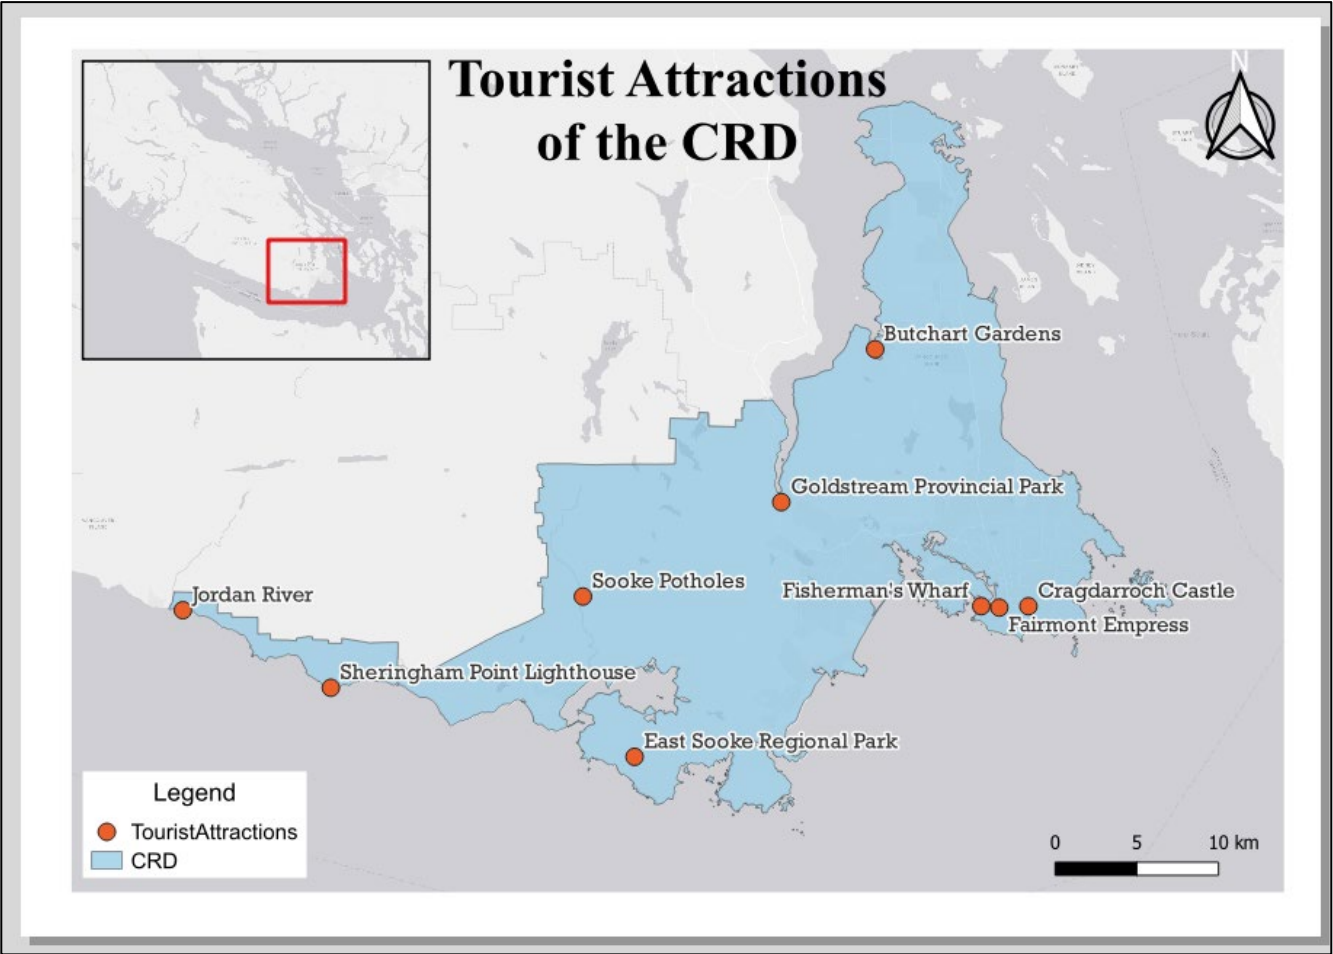 Tourist Attractions
of the CRD
N
Butchart Gardens
Goldstream Provincial Park
Sooke Potholes
Fisherman's Wharf
Cragdarroch Castle
Fairmont Empress
Jordan River
Sheringham Point Lighthouse
East Sooke Regional Park
Legend
TouristAttractions
CRD
0 5 10 km